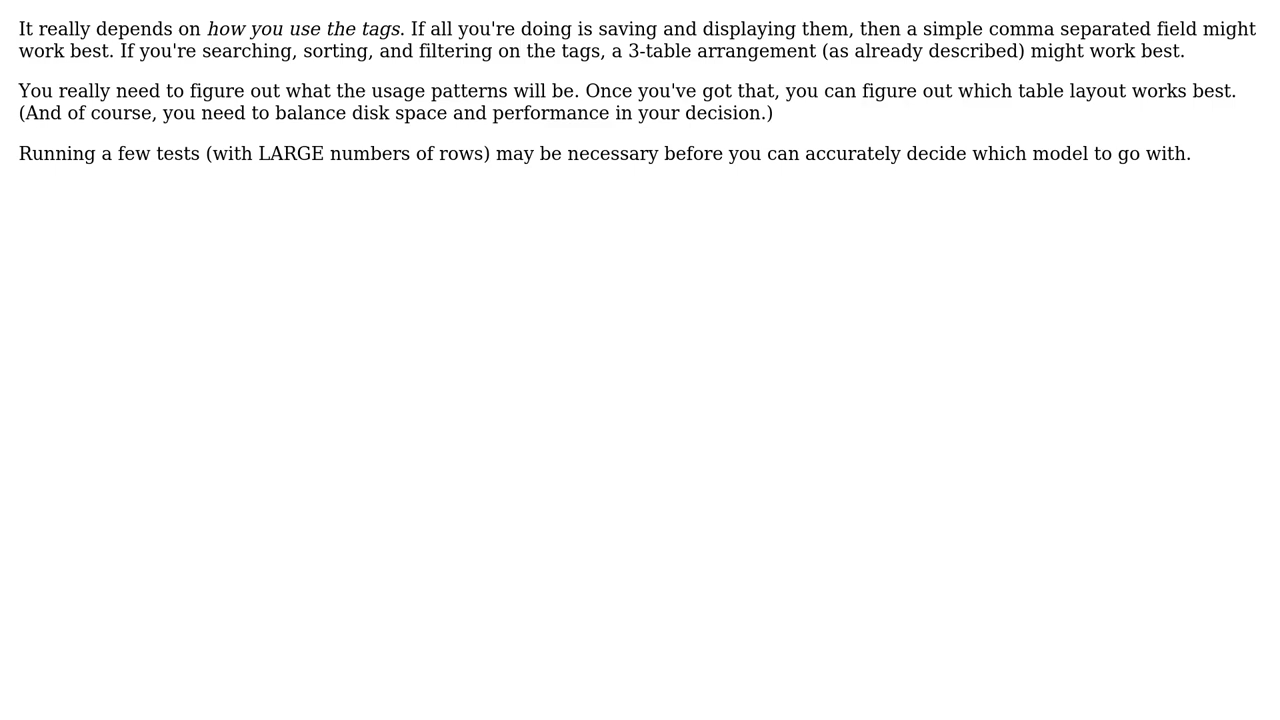 It really depends on how you use the tags. If all you're doing is saving and displaying them, then a simple comma separated field might
work best. If you're searching, sorting, and filtering on the tags, a 3-table arrangement (as already described) might work best.
You really need to figure out what the usage patterns will be. Once you've got that, you can figure out which table layout works best.
(And of course, you need to balance disk space and performance in your decision.)
Running a few tests (with LARGE numbers of rows) may be necessary before you can accurately decide which model to go with.